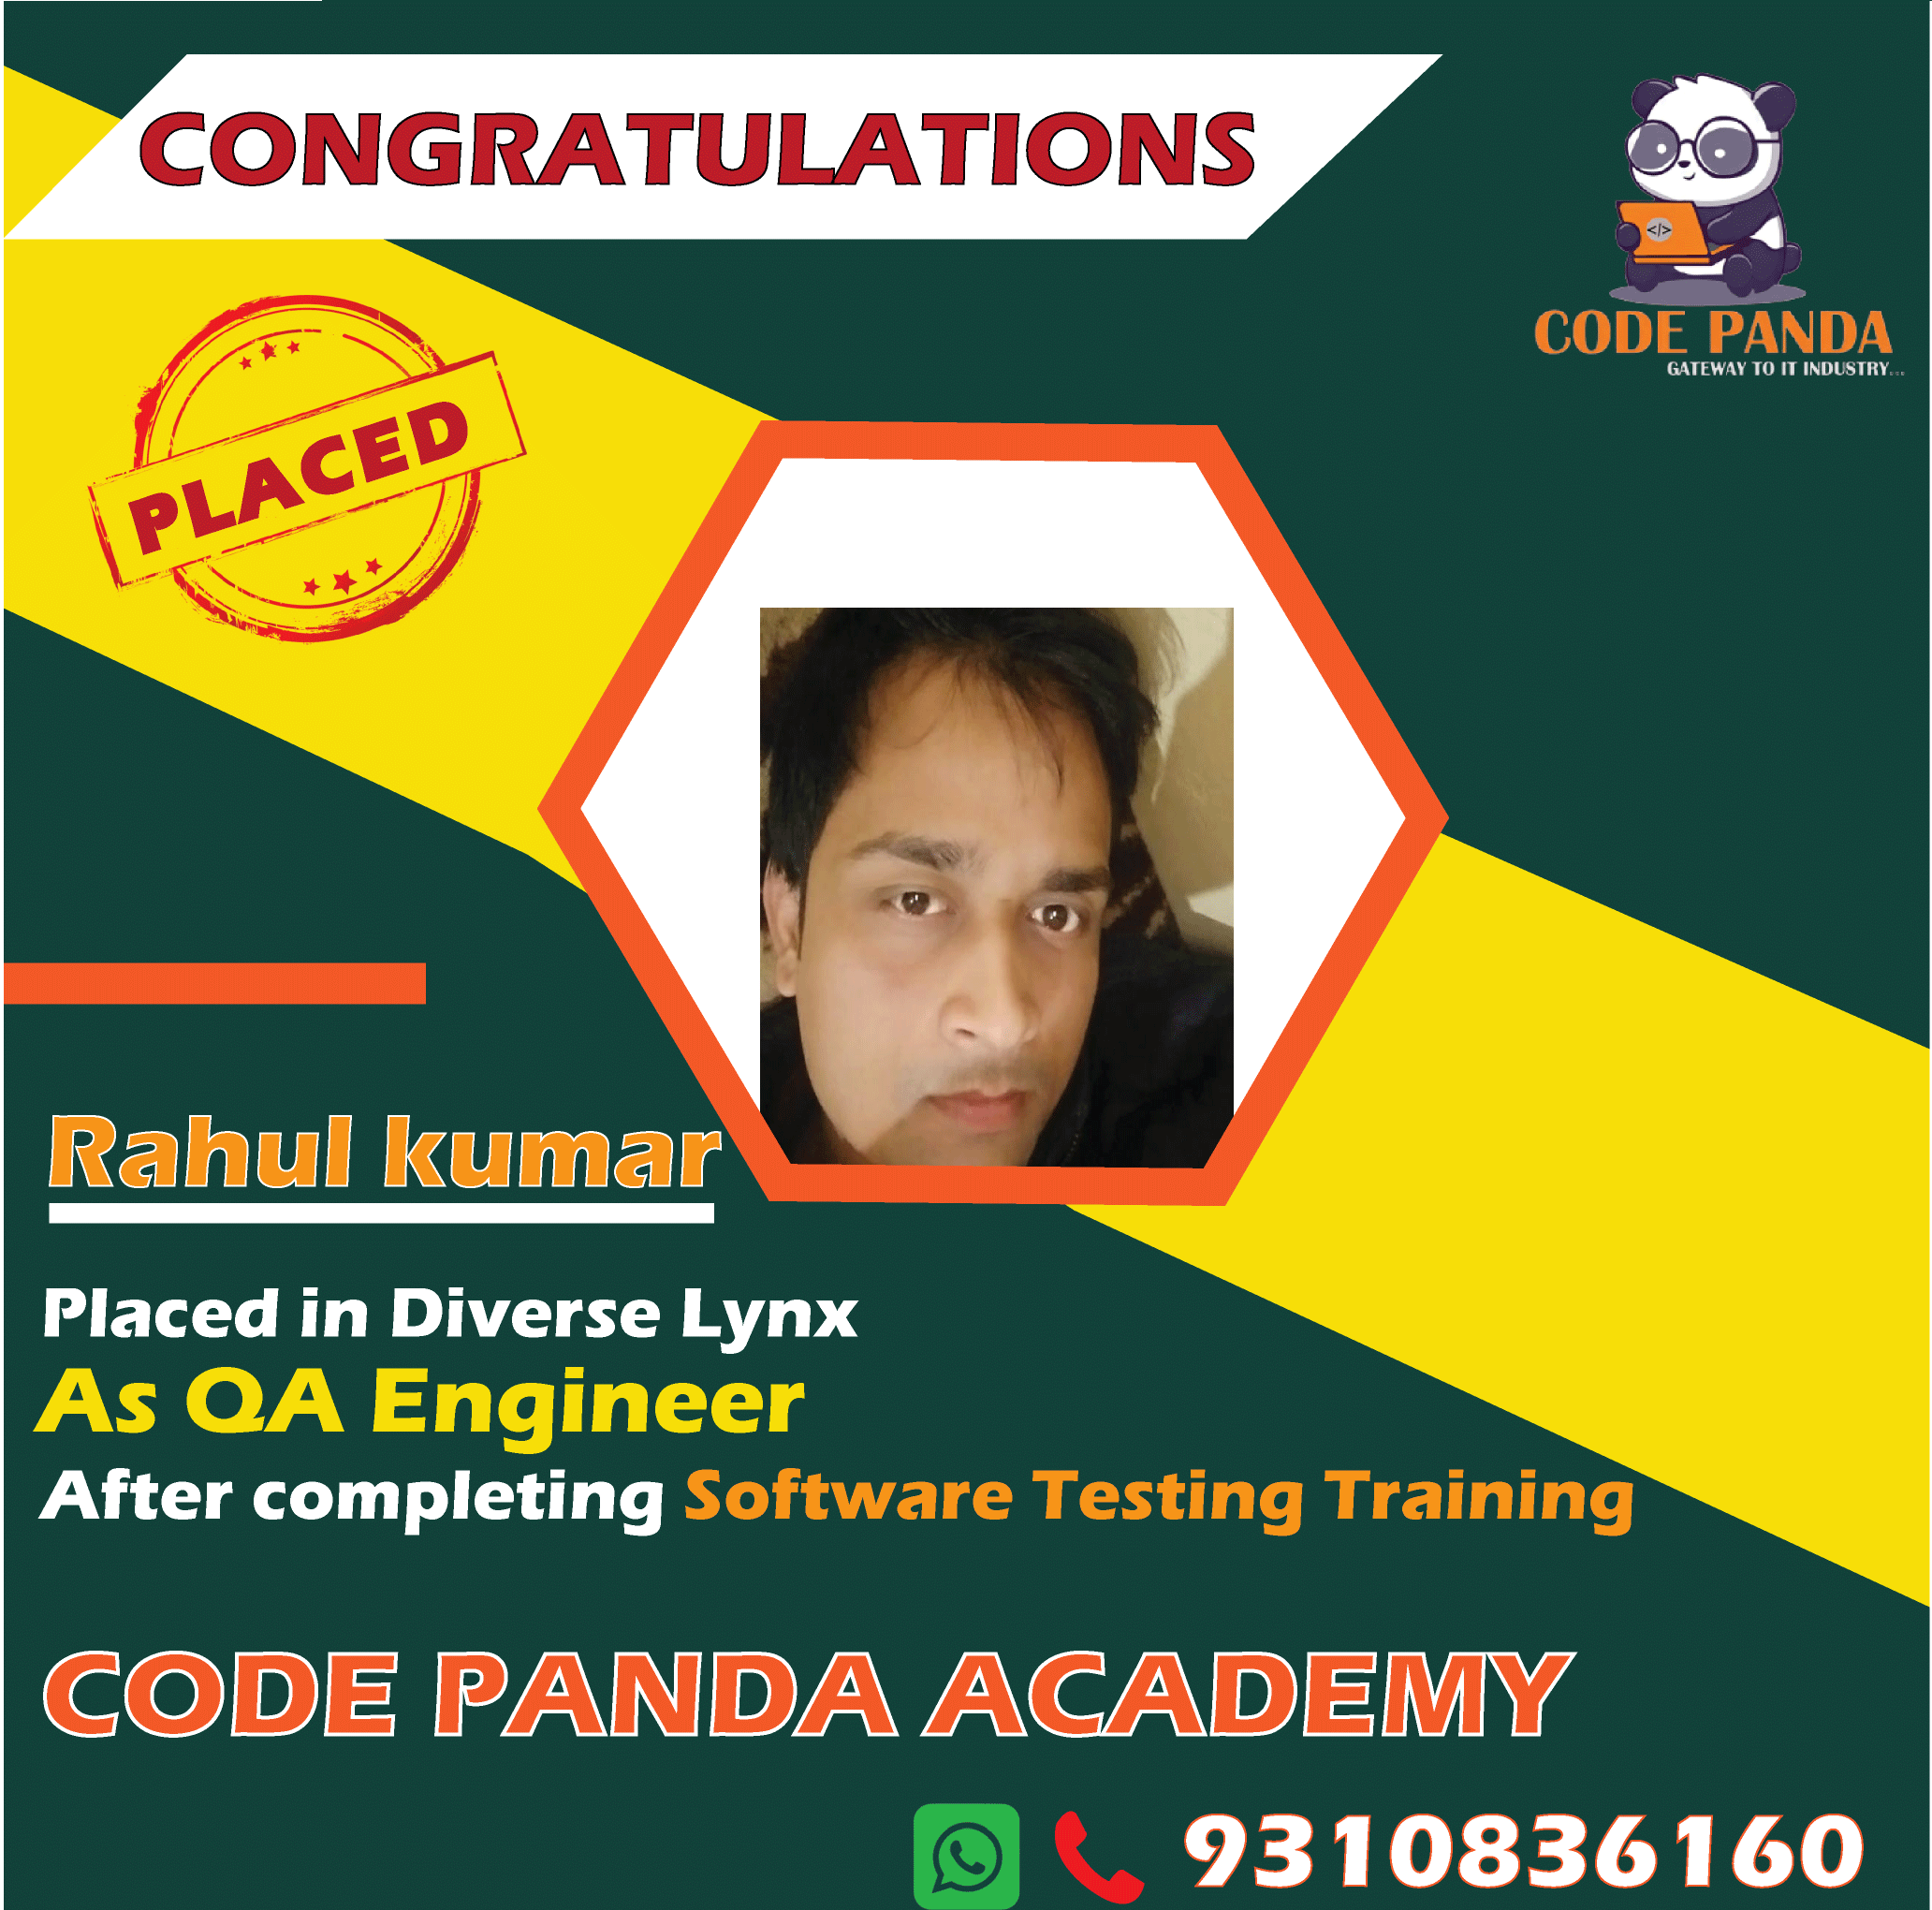 CONGRATULATIONS
</>
CODE PANDA
GATEWAY TO IT INDUSTRY...
PLACED
Rahul kumar
Placed in Diverse Lynx
As QA Engineer
After completing Software Testing Training
CODE PANDA ACADEMY
9310836160